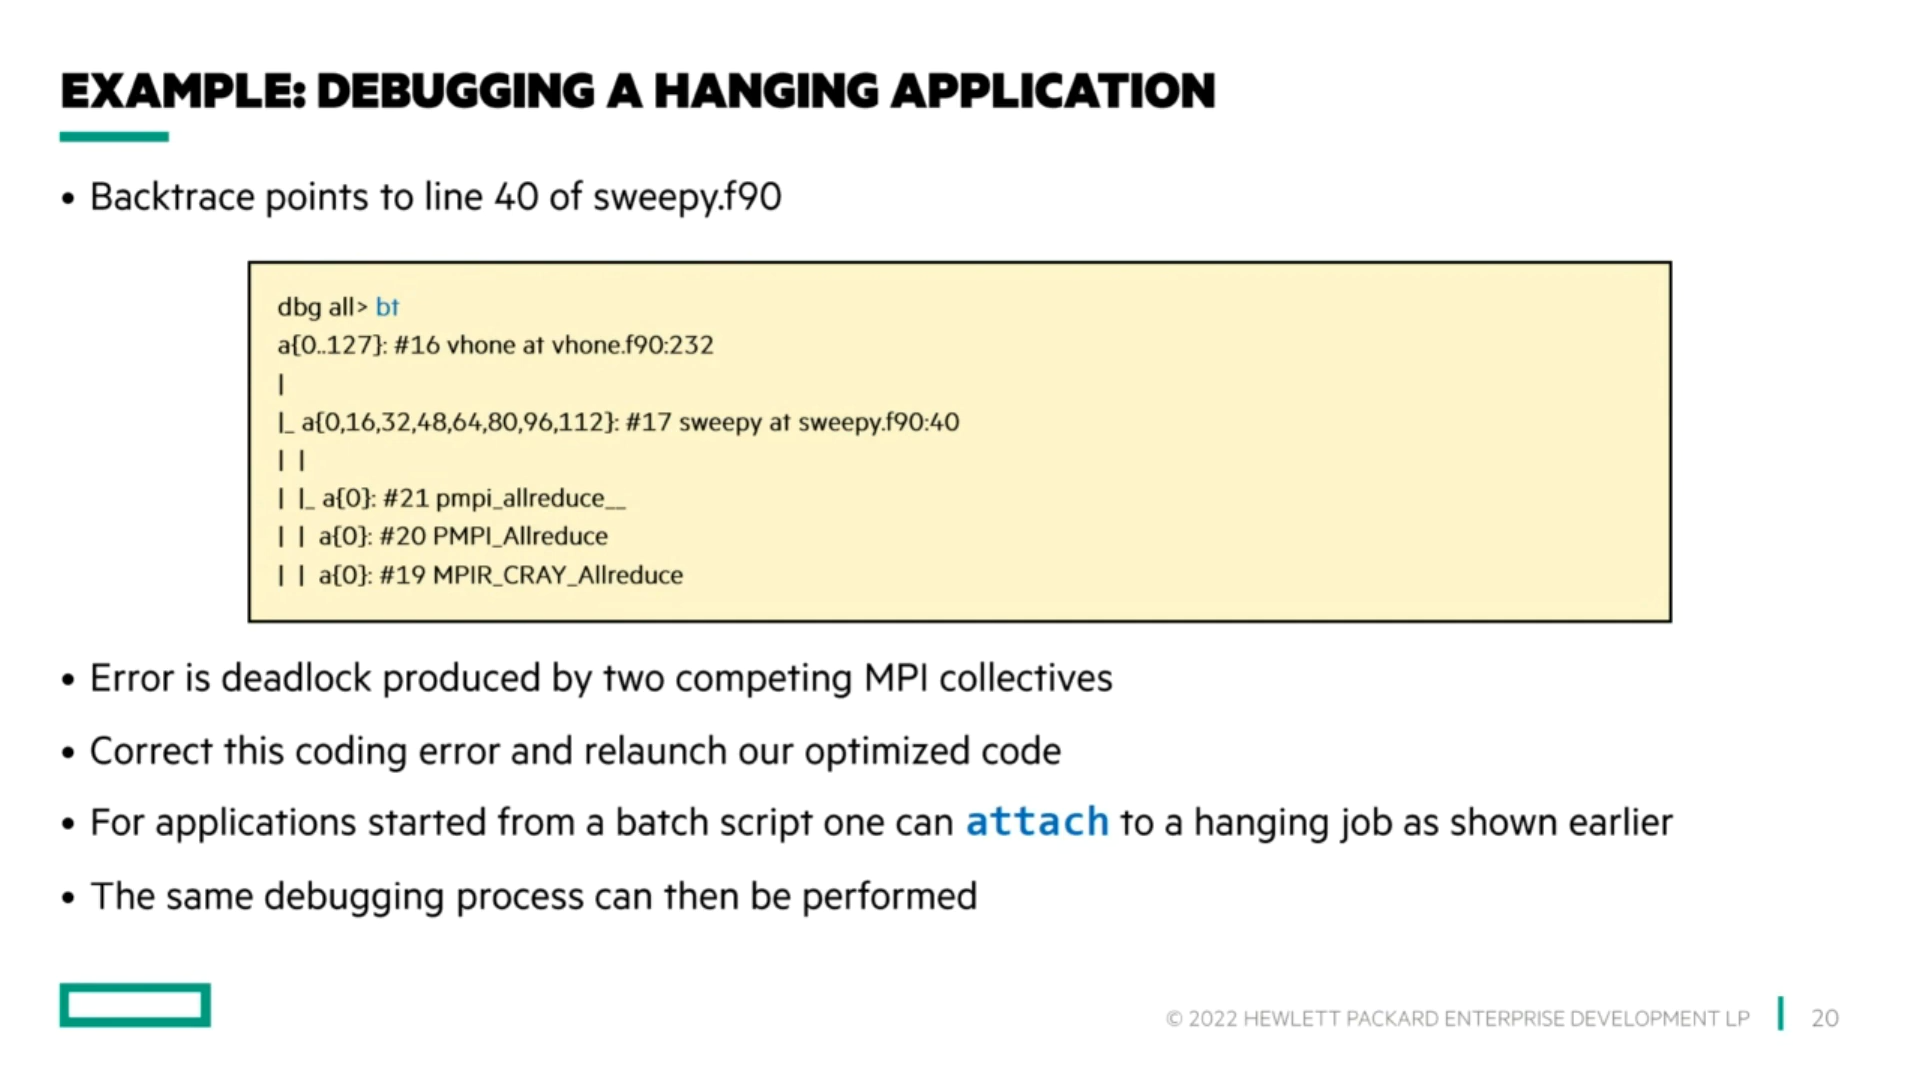 EXAMPLE: DEBUGGING A HANGING APPLICATION
• Backtrace points to line 40 of sweepy.f90
dbg all> bt
a{0..127}: #16 vhone at vhone.f90:232
|
|_ a{0,16,32,48,64,80,96,112}: #17 sweepy at sweepy.f90:40
| |
| |_ a{0}: #21 pmpi_allreduce__
| | a{0}: #20 PMPI_Allreduce
| | a{0}: #19 MPIR_CRAY_Allreduce
• Error is deadlock produced by two competing MPI collectives
• Correct this coding error and relaunch our optimized code
• For applications started from a batch script one can attach to a hanging job as shown earlier
• The same debugging process can then be performed
© 2022 HEWLETT PACKARD ENTERPRISE DEVELOPMENT LP | 20